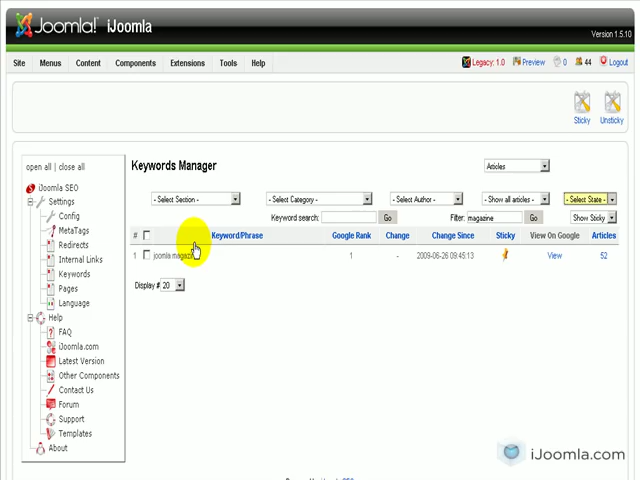 Joomla! iJoomla
Version 1.5.10
Site Menus Content Components Extensions Tools Help Legacy: 1.0 Preview 0 44 Logout
Sticky Unsticky
open all | close all
iJoomla SEO
Settings
Config
MetaTags
Redirects
Internal Links
Keywords
Pages
Language
Help
FAQ
iJoomla.com
Latest Version
Other Components
Contact Us
Forum
Support
Templates
About
Keywords Manager
Articles
- Select Section - - Select Category - - Select Author - - Show all articles - - Select State -
Keyword search: Go Filter: magazine Go Show Sticky
# Keyword/Phrase Google Rank Change Change Since Sticky View On Google Articles
1 joomla magazine 1 - 2009-06-26 09:45:13 View 52
Display # 20
iJoomla.com